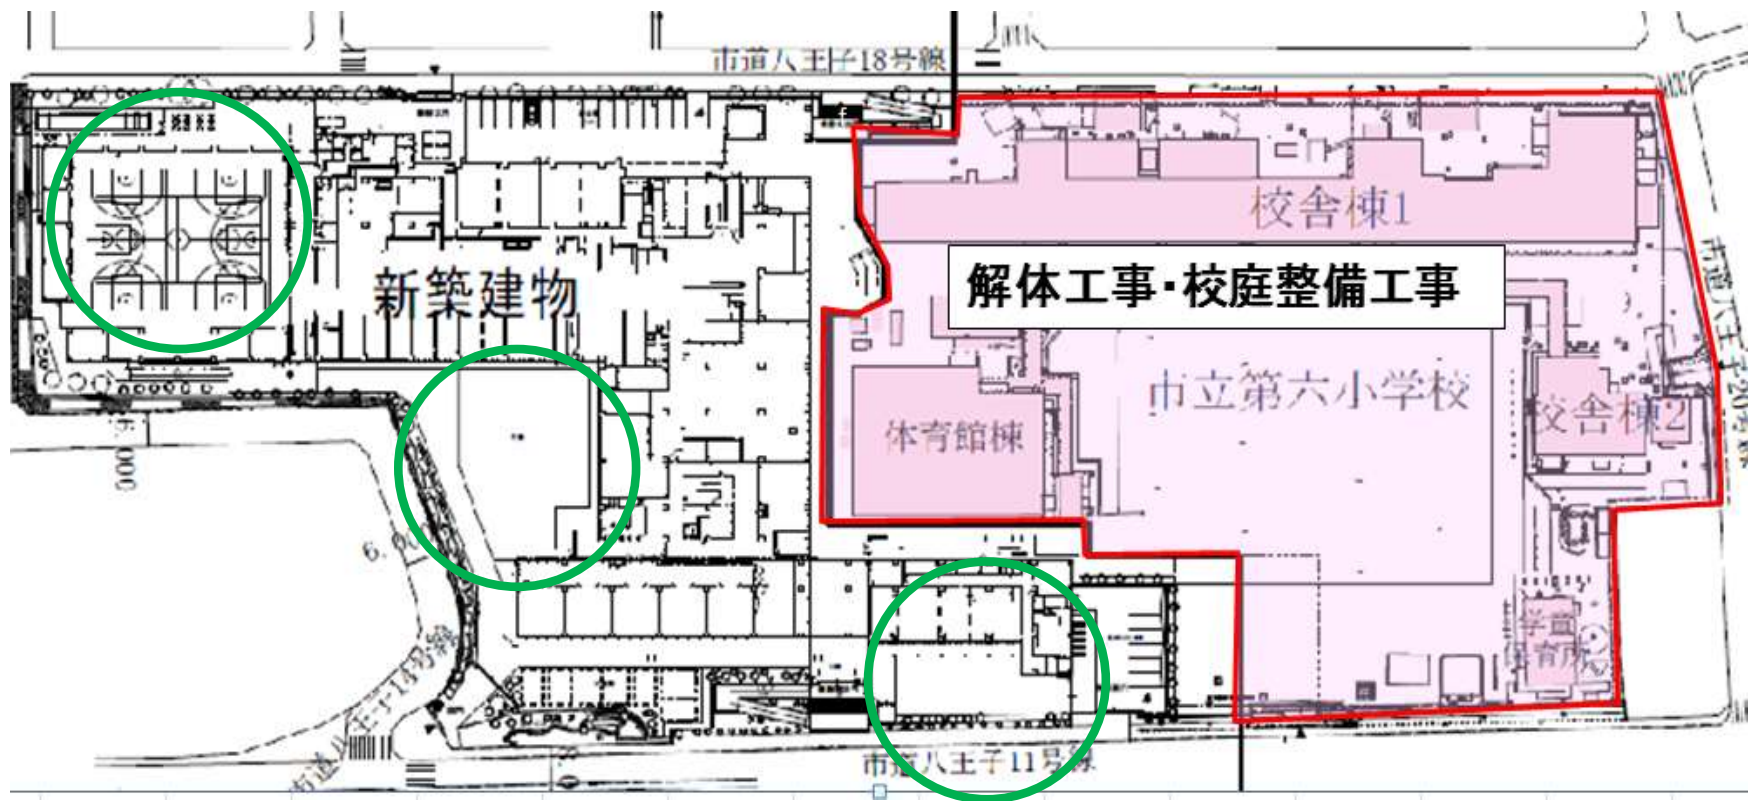 市道八王子18号線
校舎棟1
解体工事・校庭整備工事
新築建物
市立第六小学校
校舎棟2
体育館棟
市道八王子20号線
6.00
学童
保育所
市道八王子14号線
市道八王子11号線